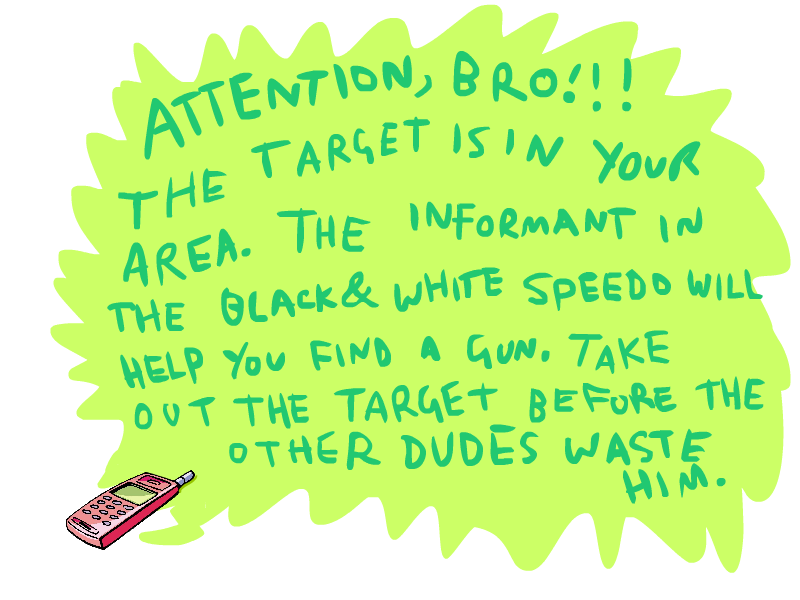 ATTENTION, BRO!!!
THE TARGET IS IN YOUR
AREA. THE INFORMANT IN
THE BLACK & WHITE SPEEDO WILL
HELP YOU FIND A GUN. TAKE
OUT THE TARGET BEFORE THE
OTHER DUDES WASTE
HIM.